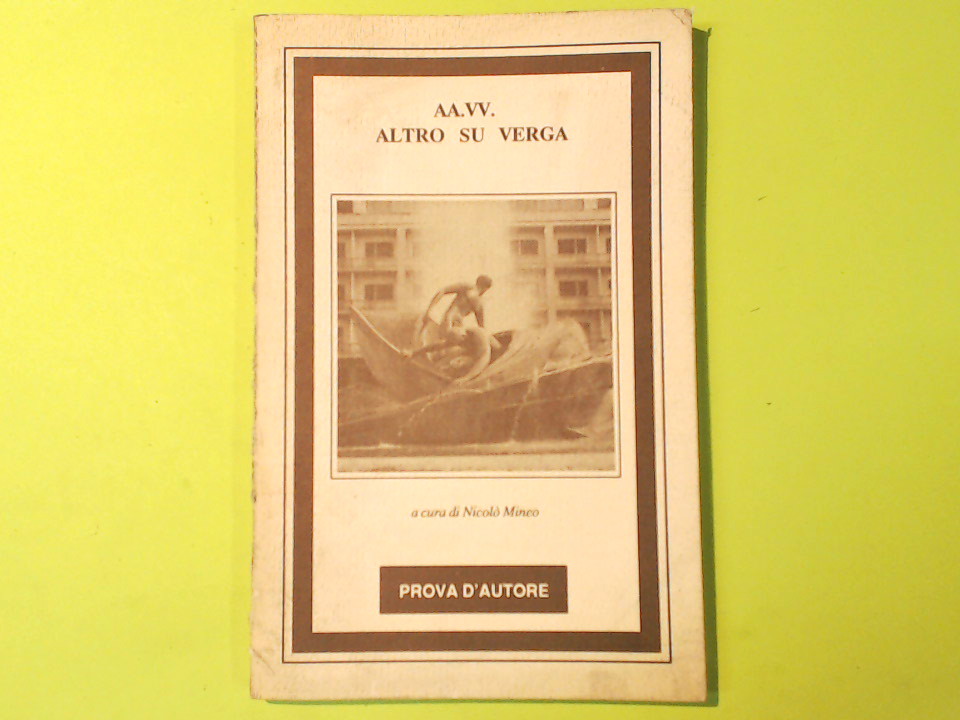 AA.VV.
ALTRO SU VERGA
a cura di Nicolò Mineo
PROVA D'AUTORE